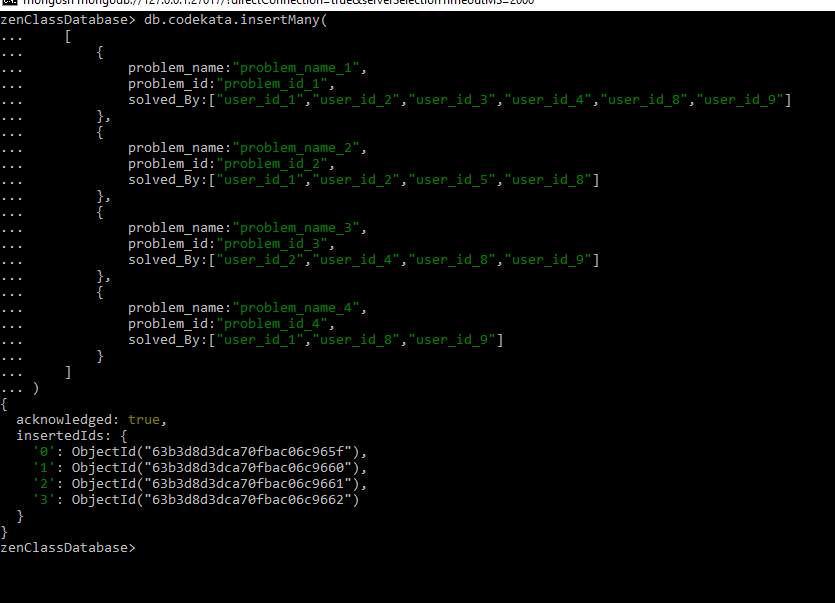 mongosh mongodb://127.0.0.1:27017/?directConnection=true&serverSelectionTimeoutMS=2000
zenClassDatabase> db.codekata.insertMany(
...     [
...         {
...             problem_name:"problem_name_1",
...             problem_id:"problem_id_1",
...             solved_By:["user_id_1","user_id_2","user_id_3","user_id_4","user_id_8","user_id_9"]
...         },
...         {
...             problem_name:"problem_name_2",
...             problem_id:"problem_id_2",
...             solved_By:["user_id_1","user_id_2","user_id_5","user_id_8"]
...         },
...         {
...             problem_name:"problem_name_3",
...             problem_id:"problem_id_3",
...             solved_By:["user_id_2","user_id_4","user_id_8","user_id_9"]
...         },
...         {
...             problem_name:"problem_name_4",
...             problem_id:"problem_id_4",
...             solved_By:["user_id_1","user_id_8","user_id_9"]
...         }
...     ]
... )
{
  acknowledged: true,
  insertedIds: {
    '0': ObjectId("63b3d8d3dca70fbac06c965f"),
    '1': ObjectId("63b3d8d3dca70fbac06c9660"),
    '2': ObjectId("63b3d8d3dca70fbac06c9661"),
    '3': ObjectId("63b3d8d3dca70fbac06c9662")
  }
}
zenClassDatabase>